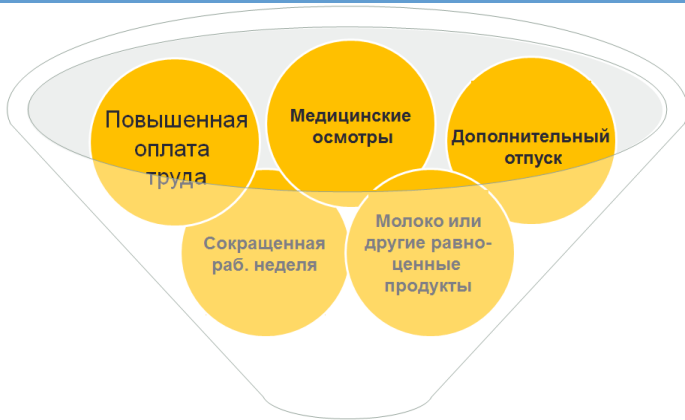 Повышенная
оплата
труда
Медицинские
осмотры
Дополнительный
отпуск
Сокращенная
раб. неделя
Молоко или
другие равно-
ценные
продукты